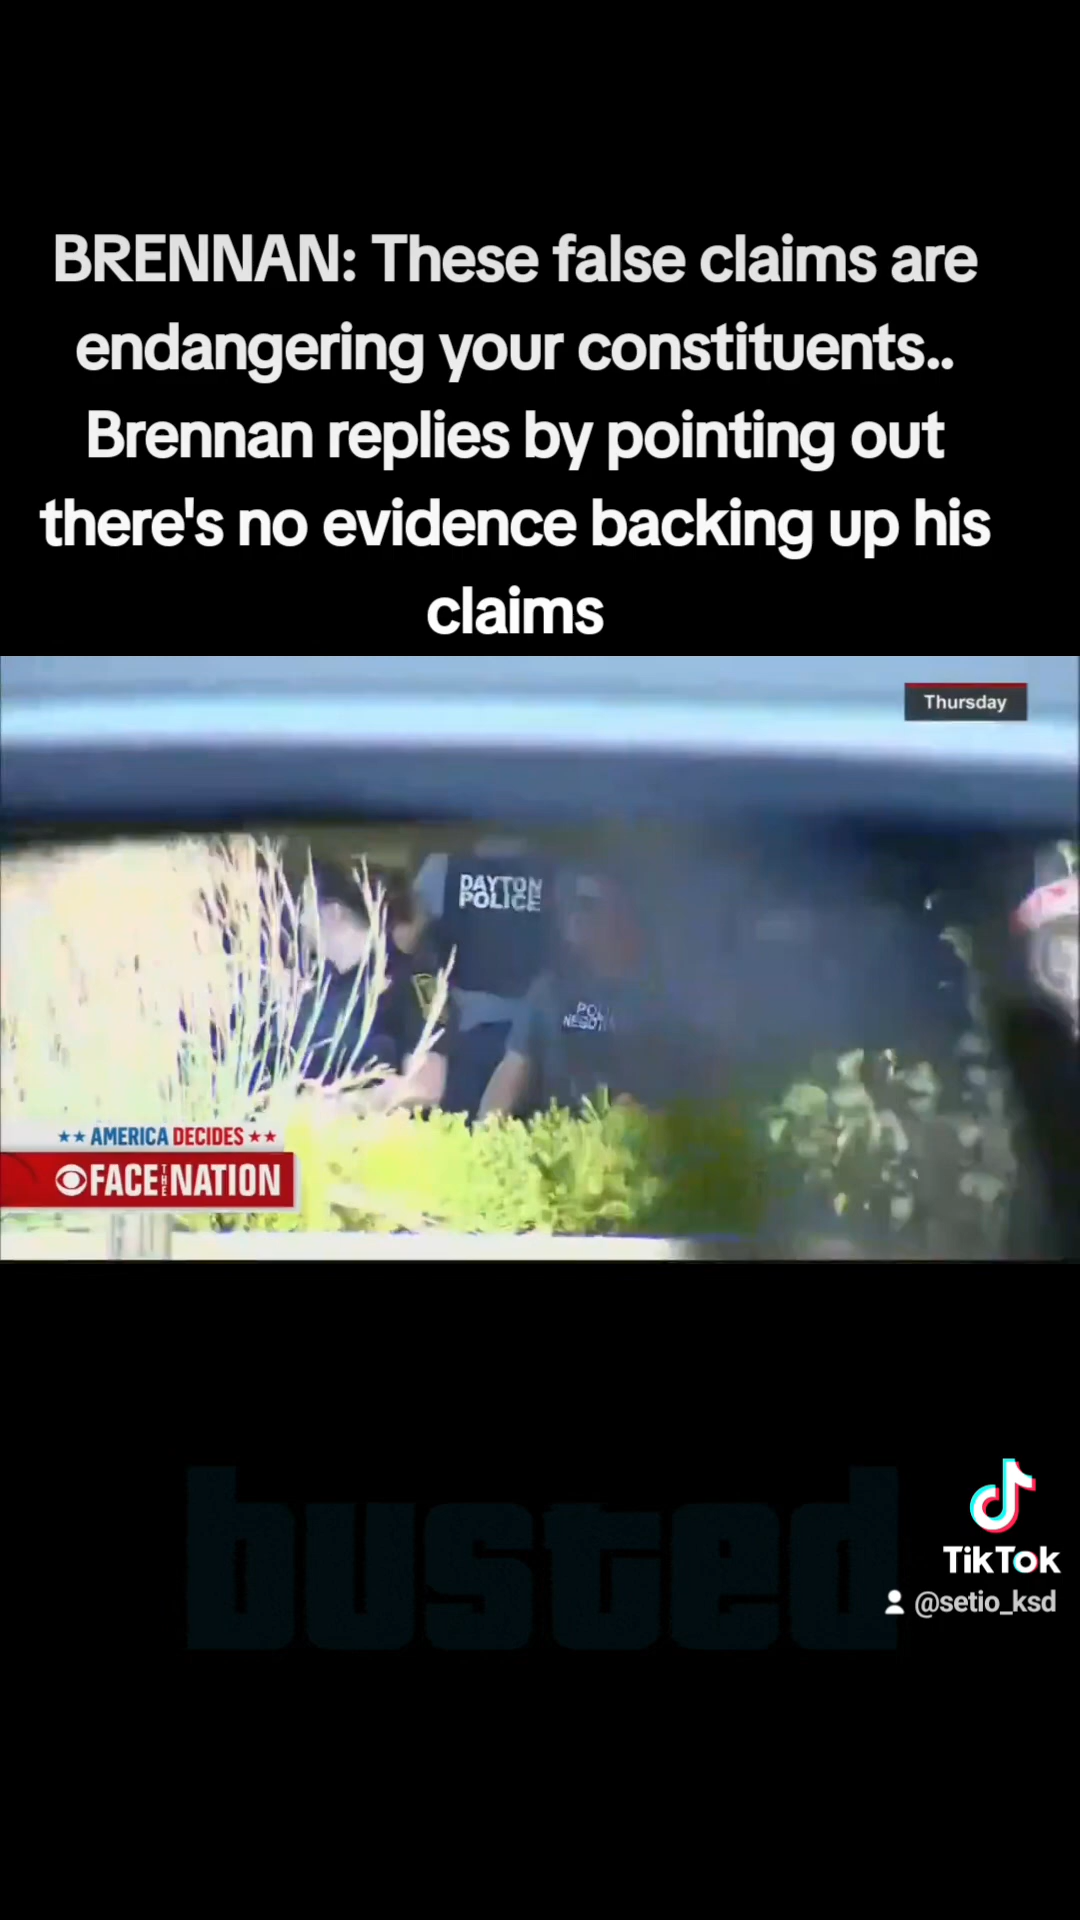 BRENNAN: These false claims are
endangering your constituents..
Brennan replies by pointing out
there's no evidence backing up his
claims
Thursday
DAYTON
POLICE
★★ AMERICA DECIDES ★★
FACE THE NATION
busted
TikTok
@setio_ksd